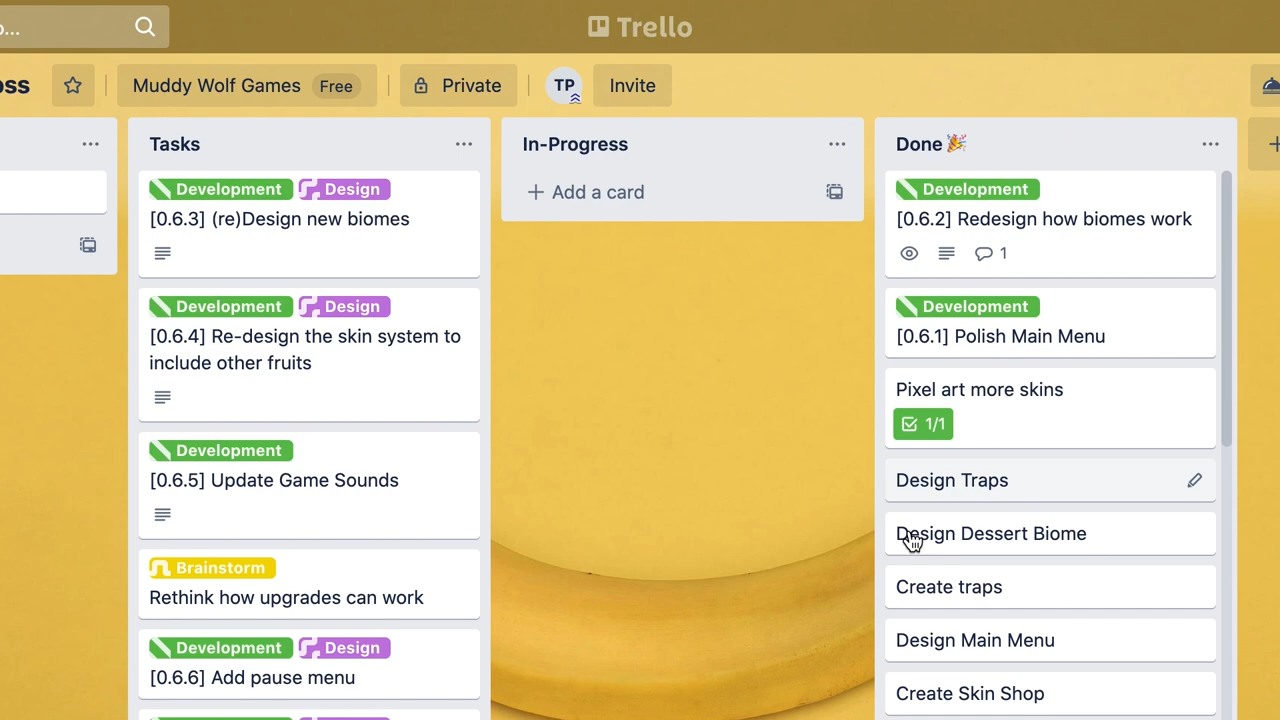 o...
Trello
oss
Muddy Wolf Games Free
Private
TP
Invite
Tasks
Development Design
[0.6.3] (re)Design new biomes
Development Design
[0.6.4] Re-design the skin system to
include other fruits
Development
[0.6.5] Update Game Sounds
Brainstorm
Rethink how upgrades can work
Development Design
[0.6.6] Add pause menu
In-Progress
+ Add a card
Done 🎉
Development
[0.6.2] Redesign how biomes work
1
Development
[0.6.1] Polish Main Menu
Pixel art more skins
1/1
Design Traps
Design Dessert Biome
Create traps
Design Main Menu
Create Skin Shop